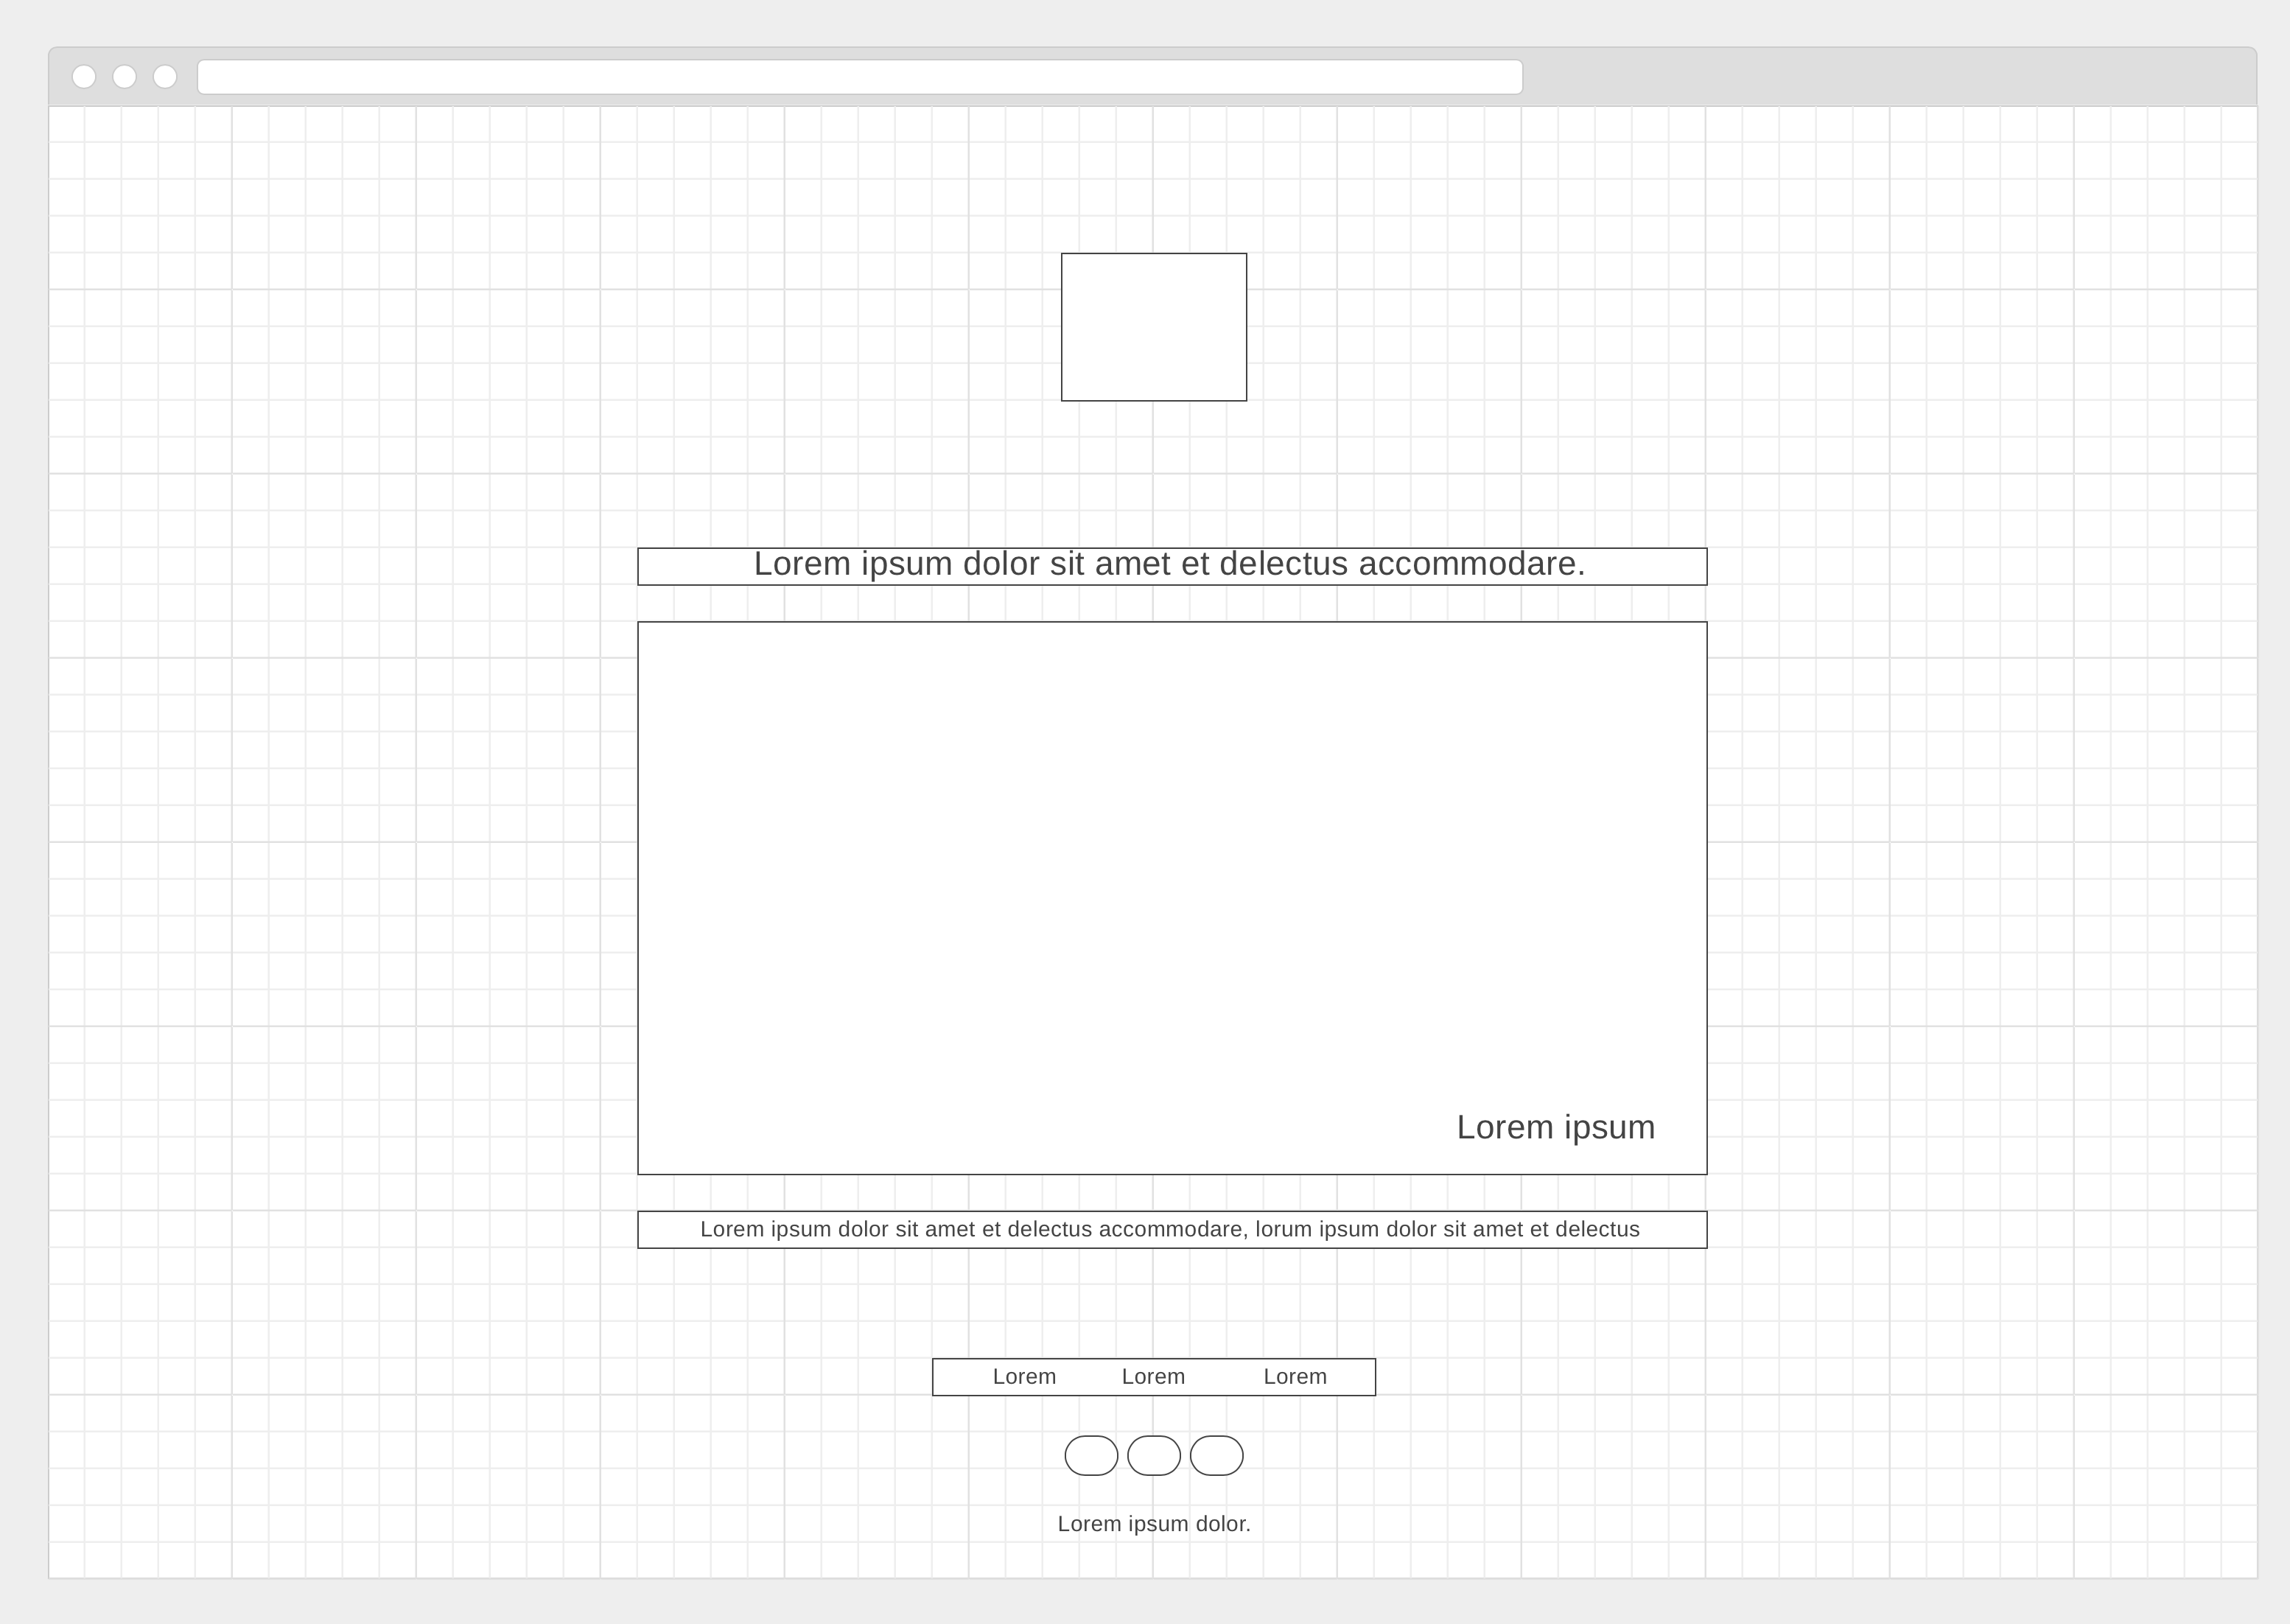 Lorem ipsum dolor sit amet et delectus accommodare.
Lorem ipsum
Lorem ipsum dolor sit amet et delectus accommodare, lorum ipsum dolor sit amet et delectus
Lorem Lorem Lorem
Lorem ipsum dolor.